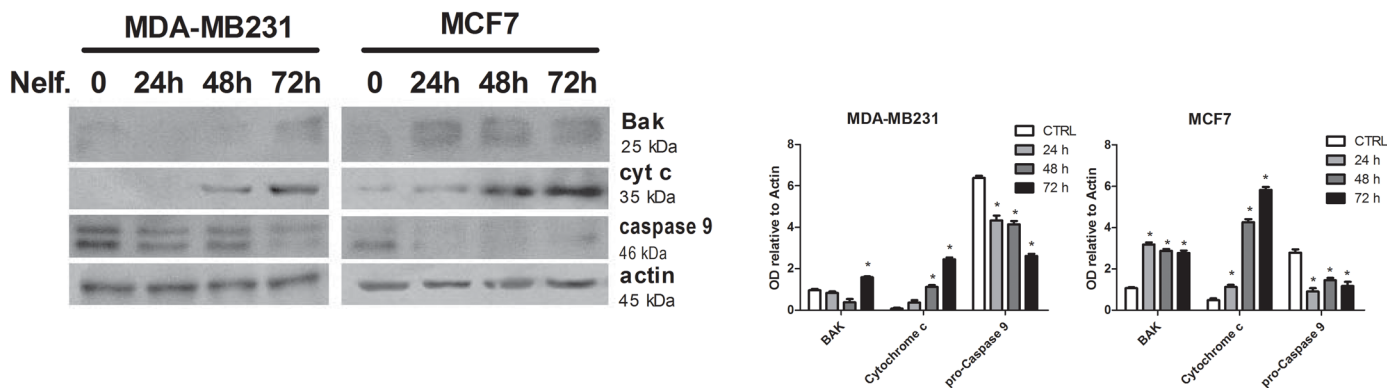 MDA-MB231 MCF7
Nelf. 0 24h 48h 72h 0 24h 48h 72h
Bak
25 kDa
cyt c
35 kDa
caspase 9
46 kDa
actin
45 kDa
MDA-MB231
CTRL
24 h
48 h
72 h
OD relative to Actin
8
6
4
2
0
* * * * * * *
BAK
Cytochrome c
pro-Caspase 9
MCF7
CTRL
24 h
48 h
72 h
OD relative to Actin
8
6
4
2
0
* * * * * * * * *
BAK
Cytochrome c
pro-Caspase 9